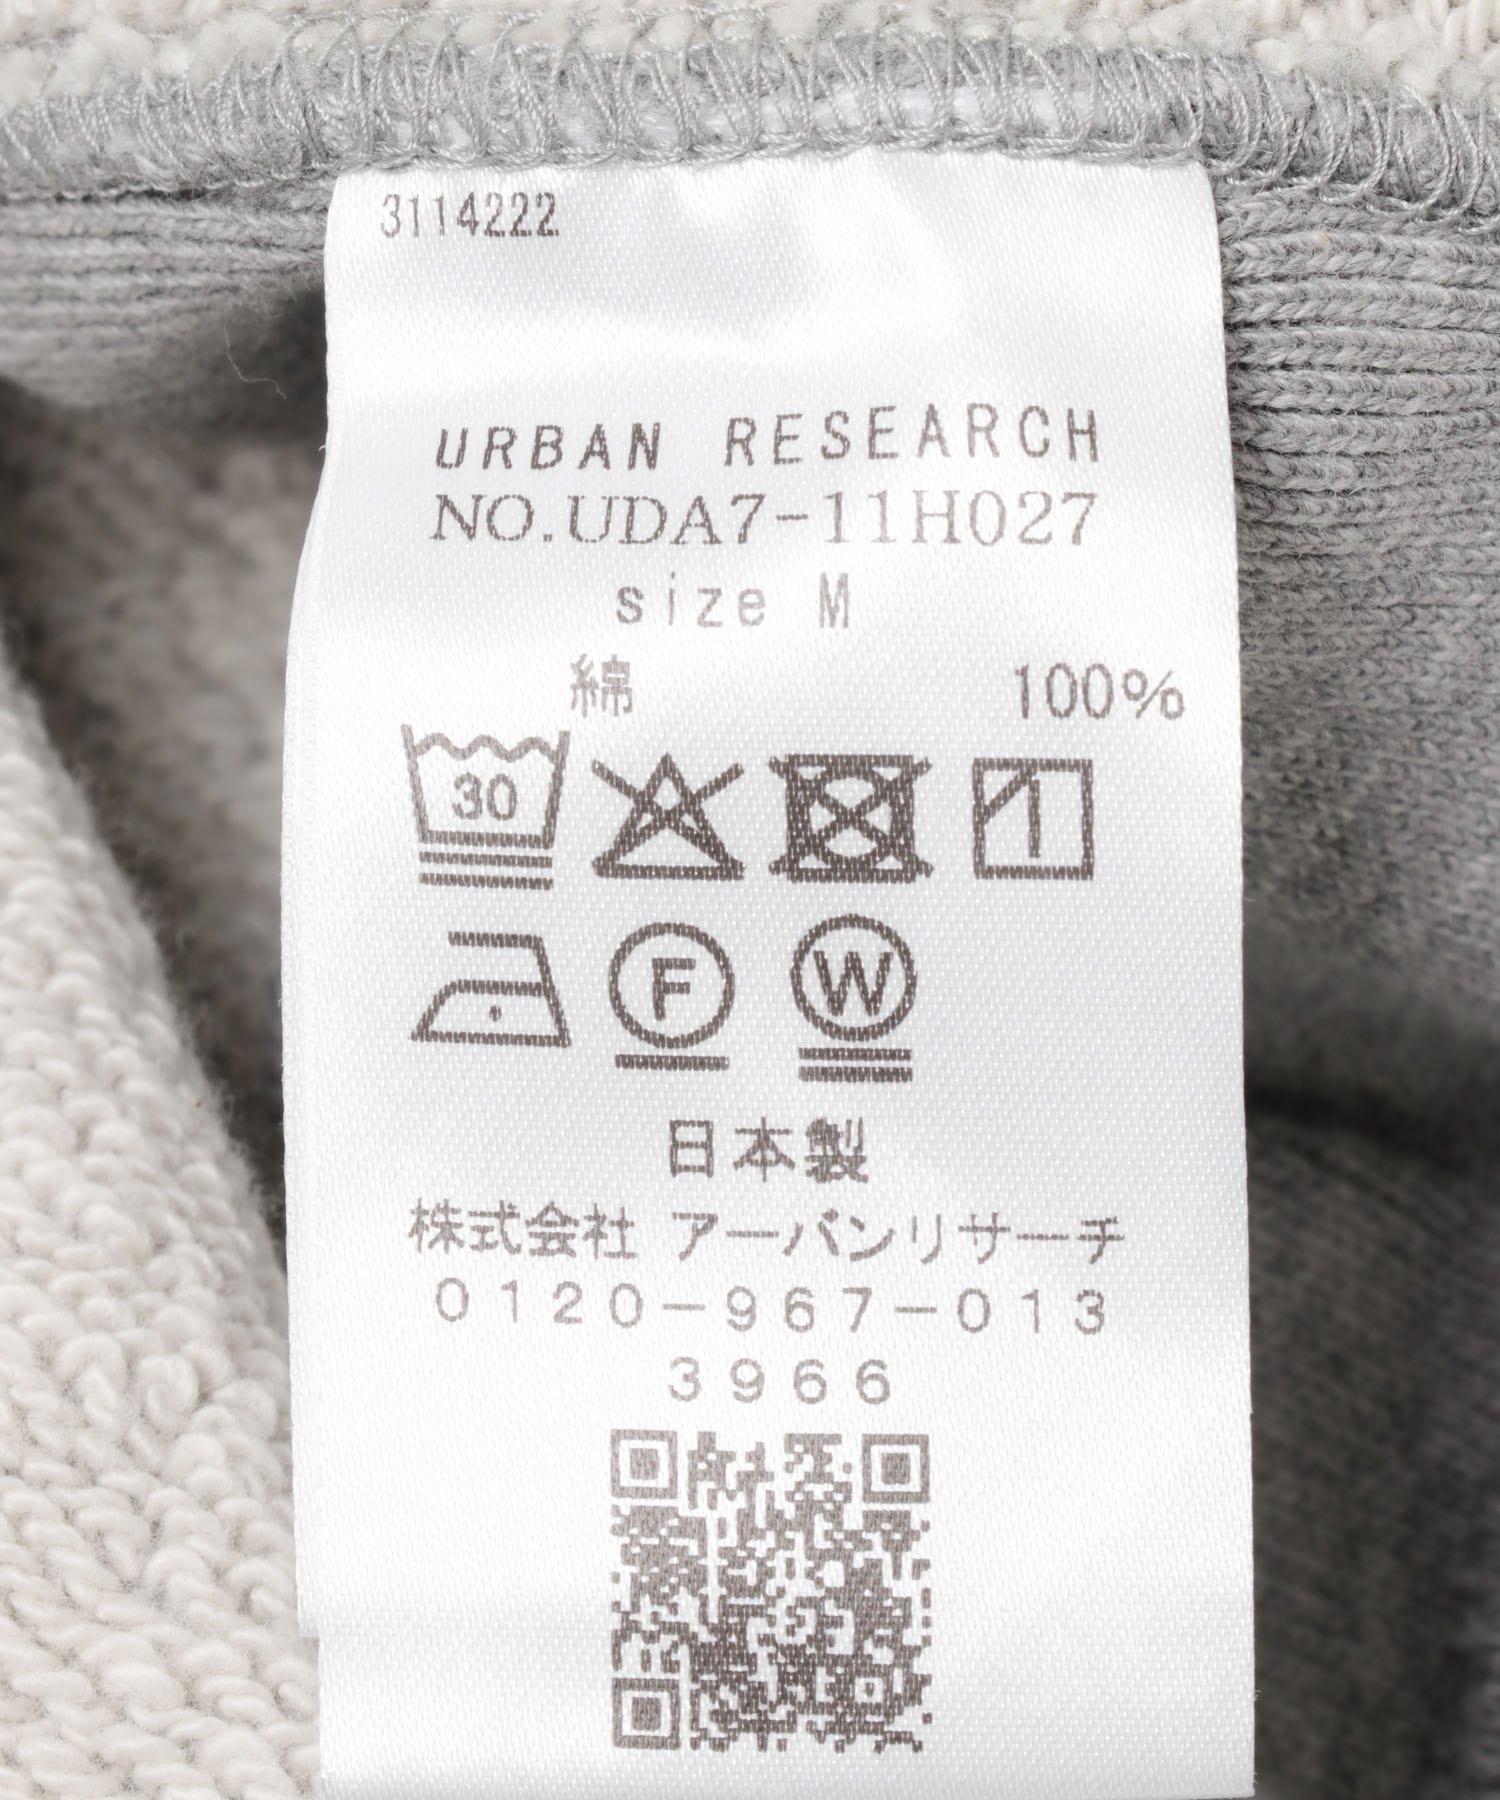 3114222
URBAN RESEARCH
NO.UDA7-11H027
size M
綿 100%
30
F W
日本製
株式会社 アーバンリサーチ
0120-967-013
3966